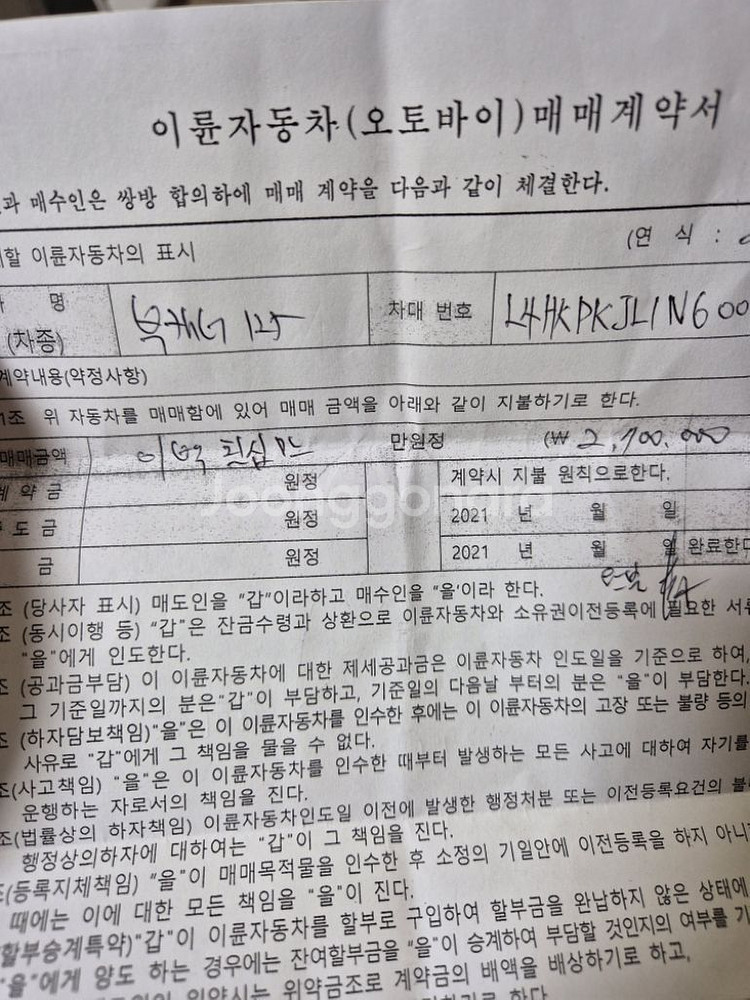 이륜자동차(오토바이)매매계약서
과 매수인은 쌍방 합의하에 매매 계약을 다음과 같이 체결한다.
할 이륜자동차의 표시 (연 식 :
명 (차종) 125 차매 번호 L4HKPKJL1N600
계약내용(약정사항)
1조 위 자동차를 매매함에 있어 매매 금액을 아래와 같이 지불하기로 한다.
매매금액 이백 칠십만 만원정 (₩ 2,700,000
계 약 금 원정 계약시 지불 원칙으로한다.
도 금 원정 2021 년 월 일
금 원정 2021 년 월 일 완료한다
조 (당사자 표시) 매도인을 "갑"이라하고 매수인을 "을'이라 한다.
조 (동시이행 등) "갑"은 잔금수령과 상환으로 이륜자동차와 소유권이전등록에 필요한 서류
"을"에게 인도한다.
조 (공과금부담) 이 이륜자동차에 대한 제세공과금은 이륜자동차 인도일을 기준으로 하여,
그 기준일까지의 분은"갑"이 부담하고, 기준일의 다음날 부터의 분은 "을"이 부담한다.
조 (하자담보책임)"을"은 이 이륜자동차를 인수한 후에는 이 이륜자동차의 고장 또는 불량 등의
사유로 "갑"에게 그 책임을 물을 수 없다.
조(사고책임) "을"은 이 이륜자동차를 인수한 때부터 발생하는 모든 사고에 대하여 자기를
운행하는 자로서의 책임을 진다.
조(법률상의 하자책임) 이륜자동차인도일 이전에 발생한 행정처분 또는 이전등록요건의 불
행정상의하자에 대하여는 "갑"이 그 책임을 진다.
조(등록지체책임) "을"이 매매목적물을 인수한 후 소정의 기일안에 이전등록을 하지 아니
때에는 이에 대한 모든 책임을 "을"이 진다.
할부승계특약)"갑"이 이륜자동차를 할부로 구입하여 할부금을 완납하지 않은 상태에
"을"에게 양도 하는 경우에는 잔여할부금을 "을"이 승계하여 부담할 것인지의 여부를 기
위약시는 위약금조로 계약금의 배액을 배상하기로 하고,